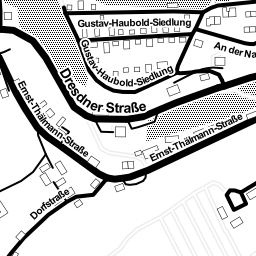 Gustav-Haubold-Siedlung
Gustav-Haubold-Siedlung
An der Na
Dresdner Straße
Ernst-Thälmann-Straße
Ernst-Thälmann-Straße
Dorfstraße